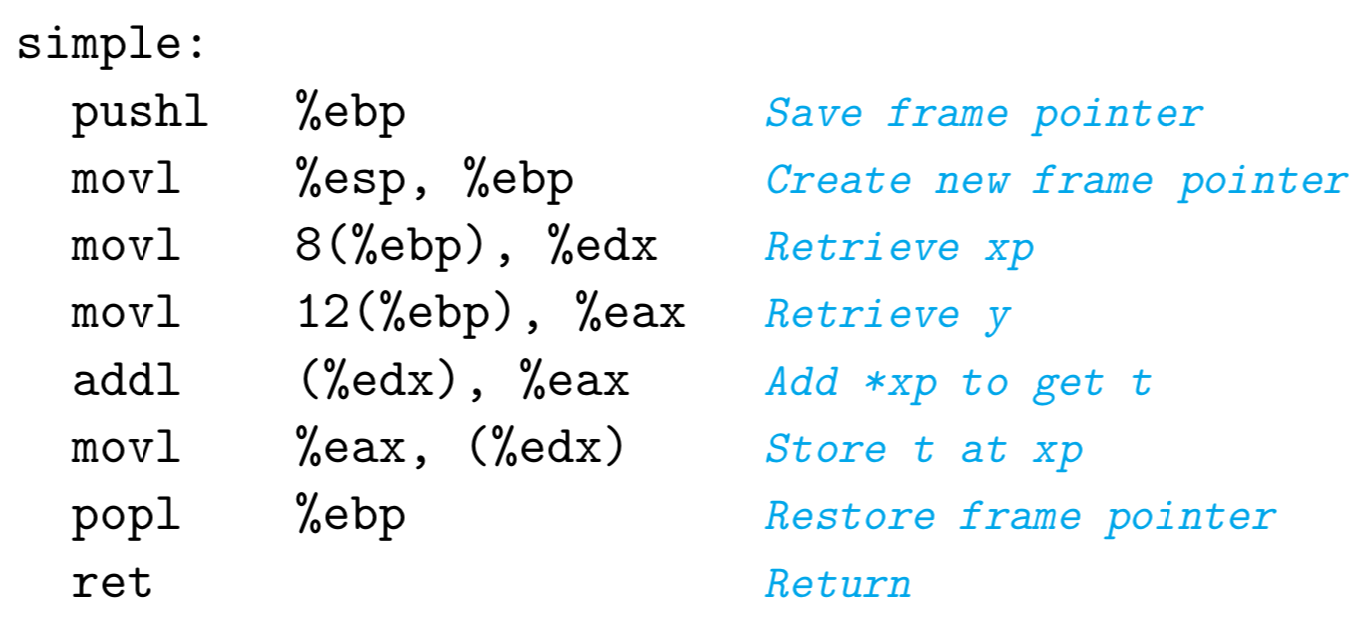 simple:
pushl %ebp Save frame pointer
movl %esp, %ebp Create new frame pointer
movl 8(%ebp), %edx Retrieve xp
movl 12(%ebp), %eax Retrieve y
addl (%edx), %eax Add *xp to get t
movl %eax, (%edx) Store t at xp
popl %ebp Restore frame pointer
ret Return